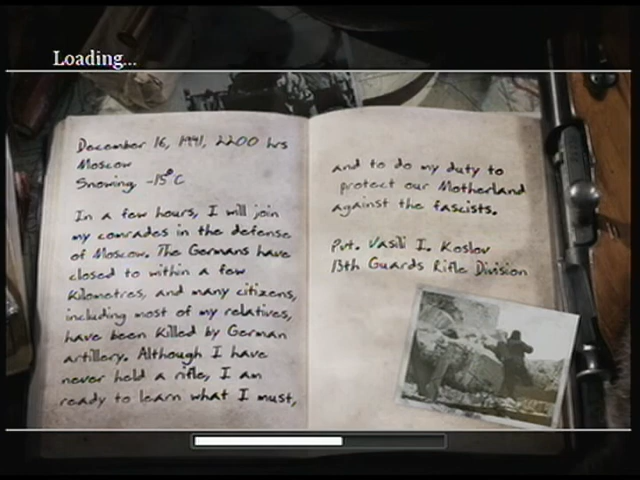 Loading...
December 16, 1941, 2200 hrs
Moscow
Snowing, -15°C
In a few hours, I will join
my comrades in the defense
of Moscow. The Germans have
closed to within a few
kilometres, and many citizens,
including most of my relatives,
have been killed by German
artillery. Although I have
never held a rifle, I am
ready to learn what I must,
and to do my duty to
protect our Motherland
against the fascists.
Pvt. Vasili I. Koslov
13th Guards Rifle Division